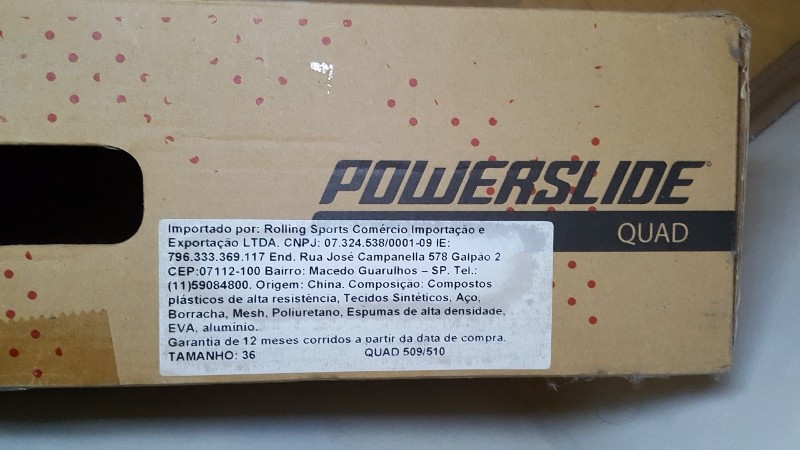 POWERSLIDE
QUAD
Importado por: Rolling Sports Comércio Importação e
Exportação LTDA. CNPJ: 07.324.538/0001-09 IE:
796.333.369.117 End. Rua José Campanella 578 Galpão 2
CEP:07112-100 Bairro: Macedo Guarulhos – SP. Tel.:
(11)59084800. Origem: China. Composição: Compostos
plásticos de alta resistência, Tecidos Sintéticos, Aço,
Borracha, Mesh, Poliuretano, Espumas de alta densidade,
EVA, alumínio.
Garantia de 12 meses corridos a partir da data de compra.
TAMANHO: 36 QUAD 509/510